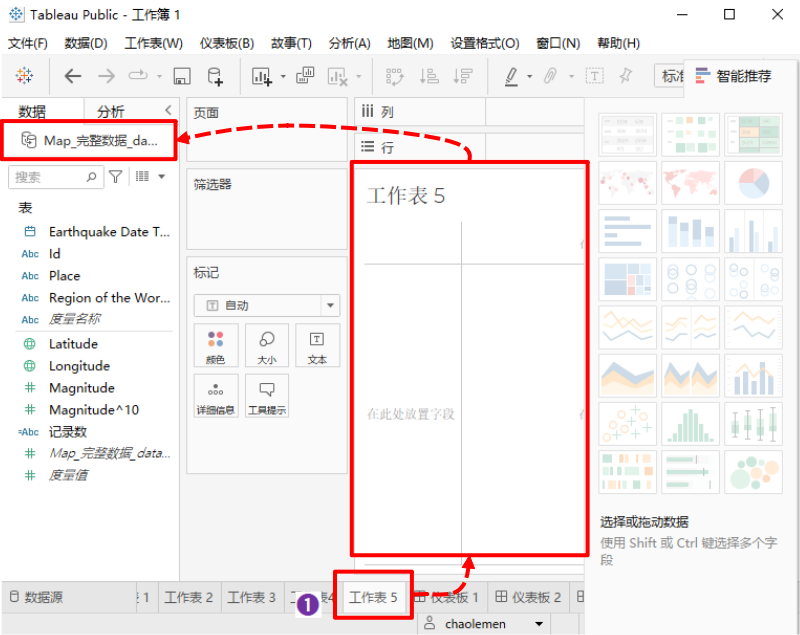 Tableau Public - 工作簿 1
文件(F) 数据(D) 工作表(W) 仪表板(B) 故事(T) 分析(A) 地图(M) 设置格式(O) 窗口(N) 帮助(H)
标准
智能推荐
数据 分析
Map_完整数据_da...
搜索
表
Earthquake Date T...
Abc Id
Abc Place
Abc Region of the Wor...
Abc 度量名称
Latitude
Longitude
# Magnitude
# Magnitude^10
=Abc 记录数
# Map_完整数据_data...
# 度量值
页面
筛选器
标记
T 自动
颜色 大小 T 文本
详细信息 工具提示
列
行
工作表 5
在此处放置字段
选择或拖动数据
使用 Shift 或 Ctrl 键选择多个字
段
数据源 1 工作表 2 工作表 3 工 表4 工作表 5 仪表板 1 仪表板 2
1
chaolemen